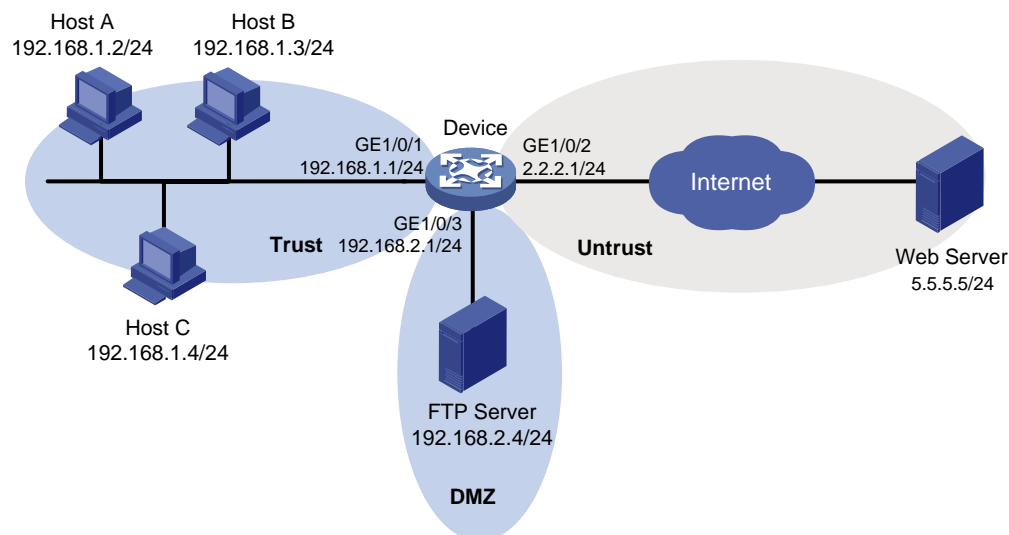 Host A
192.168.1.2/24
Host B
192.168.1.3/24
Device
GE1/0/1
192.168.1.1/24
GE1/0/2
2.2.2.1/24
Internet
GE1/0/3
192.168.2.1/24
Trust
Untrust
Web Server
5.5.5.5/24
Host C
192.168.1.4/24
FTP Server
192.168.2.4/24
DMZ